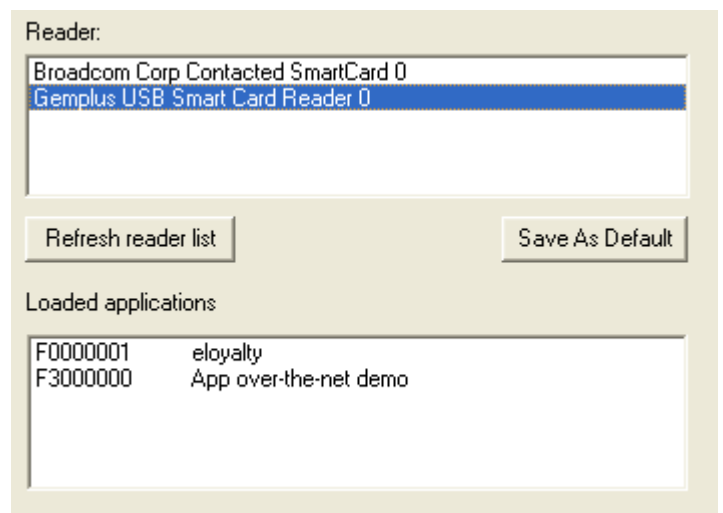 Reader:
Broadcom Corp Contacted SmartCard 0
Gemplus USB Smart Card Reader 0
Refresh reader list Save As Default
Loaded applications
F0000001 eloyalty
F3000000 App over-the-net demo